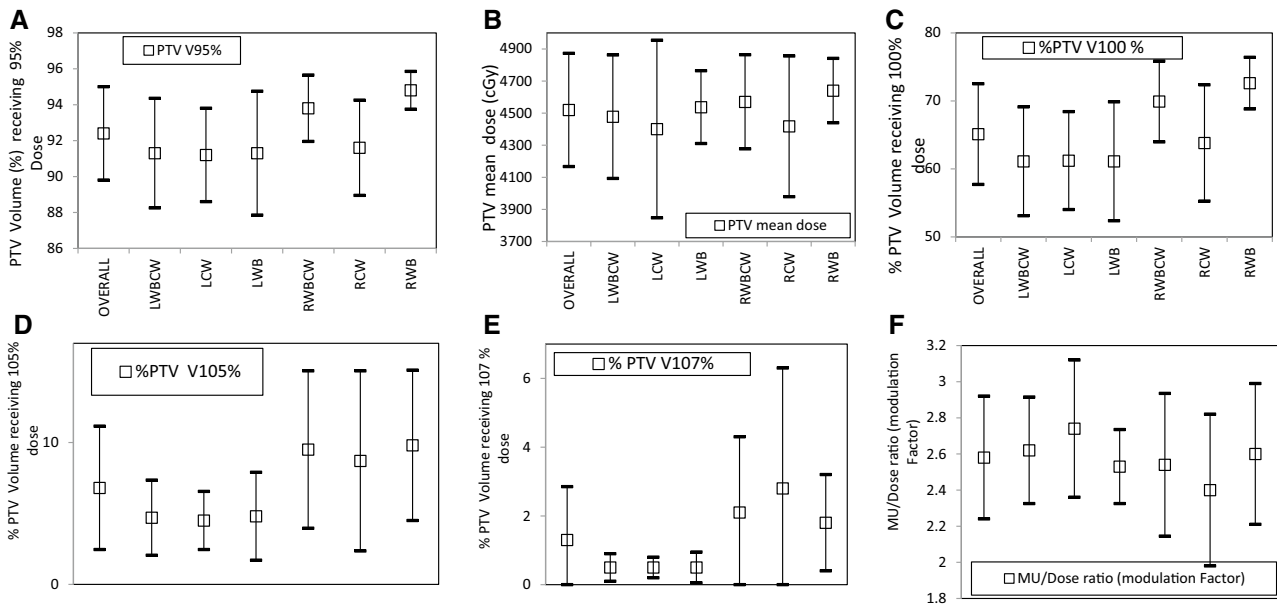 A
PTV Volume (%) receiving 95%
Dose
98
96
94
92
90
88
86
PTV V95%
OVERALL
LWBCW
LCW
LWB
RWBCW
RCW
RWB
B
PTV mean dose (cGy)
4900
4700
4500
4300
4100
3900
3700
PTV mean dose
OVERALL
LWBCW
LCW
LWB
RWBCW
RCW
RWB
C
% PTV Volume receiving 100%
dose
80
70
60
50
%PTV V100 %
OVERALL
LWBCW
LCW
LWB
RWBCW
RCW
RWB
D
% PTV Volume receiving 105%
dose
10
0
%PTV V105%
E
% PTV Volume receiving 107 %
dose
6
4
2
0
% PTV V107%
F
MU/Dose ratio (modulation
Factor)
3.2
3
2.8
2.6
2.4
2.2
2
1.8
MU/Dose ratio (modulation Factor)